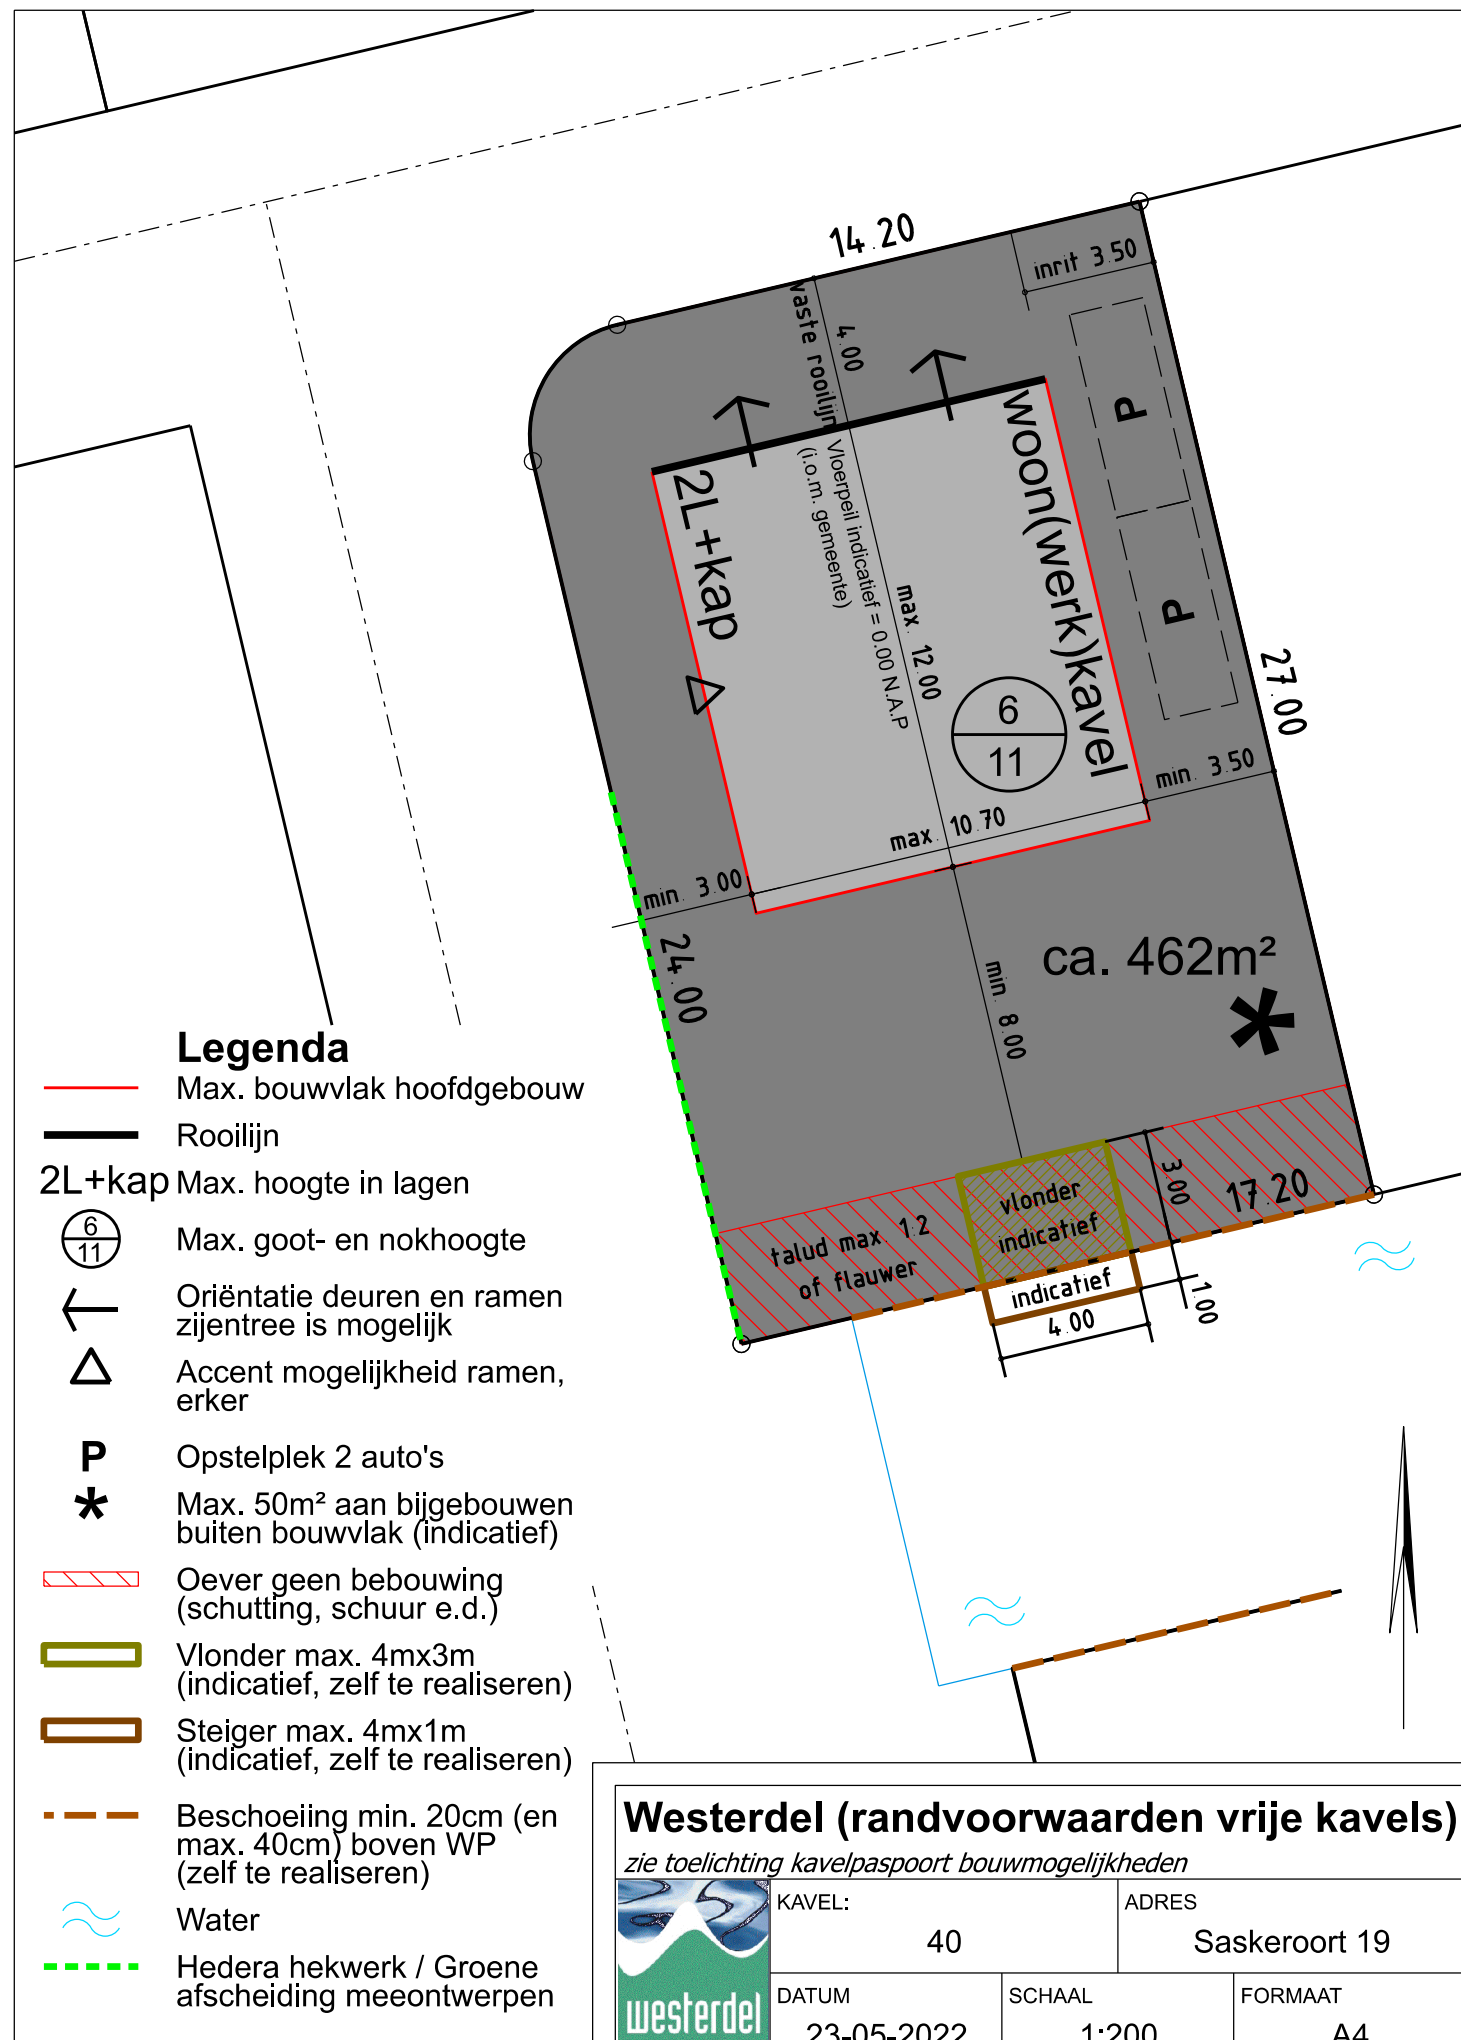 14.20
inrit 3.50
vaste rooilijn
4.00
P
P
2L+kap
woon(werk)kavel
Vloerpeil indicatief = 0.00 N.A.P
(i.o.m. gemeente)
max. 12.00
6
11
27.00
max. 10.70
min. 3.50
min. 3.00
24.00
min. 8.00
ca. 462m²
*
3.00
17.20
vlonder
indicatief
talud max. 1:2
of flauwer
indicatief
1.00
4.00
Legenda
Max. bouwvlak hoofdgebouw
Rooilijn
2L+kap Max. hoogte in lagen
6
11
Max. goot- en nokhoogte
Oriëntatie deuren en ramen
zijentree is mogelijk
Accent mogelijkheid ramen,
erker
P Opstelplek 2 auto's
* Max. 50m² aan bijgebouwen
buiten bouwvlak (indicatief)
Oever geen bebouwing
(schutting, schuur e.d.)
Vlonder max. 4mx3m
(indicatief, zelf te realiseren)
Steiger max. 4mx1m
(indicatief, zelf te realiseren)
Beschoeiing min. 20cm (en
max. 40cm) boven WP
(zelf te realiseren)
Water
Hedera hekwerk / Groene
afscheiding meeontwerpen
Westerdel (randvoorwaarden vrije kavels)
zie toelichting kavelpaspoort bouwmogelijkheden
KAVEL:
40
ADRES
Saskeroort 19
westerdel
DATUM
23-05-2022
SCHAAL
1:200
FORMAAT
A4